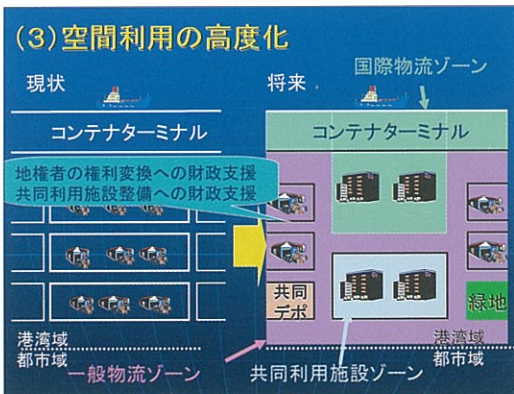 (3)空間利用の高度化
国際物流ゾーン
現状
将来
コンテナターミナル
コンテナターミナル
地権者の権利変換への財政支援
共同利用施設整備への財政支援
共同
デポ
緑地
港湾域
都市域
港湾域
都市域
一般物流ゾーン
共同利用施設ゾーン